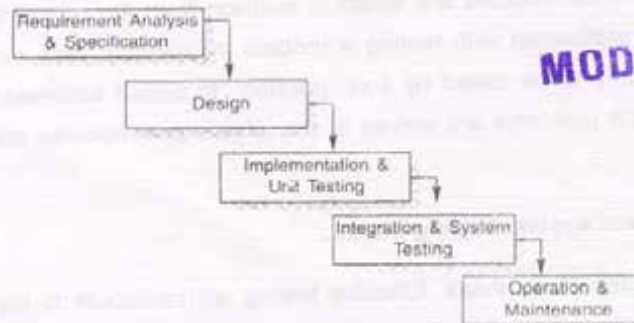 Requirement Analysis
& Specification
MOD
Design
Implementation &
Unit Testing
Integration & System
Testing
Operation &
Maintenance